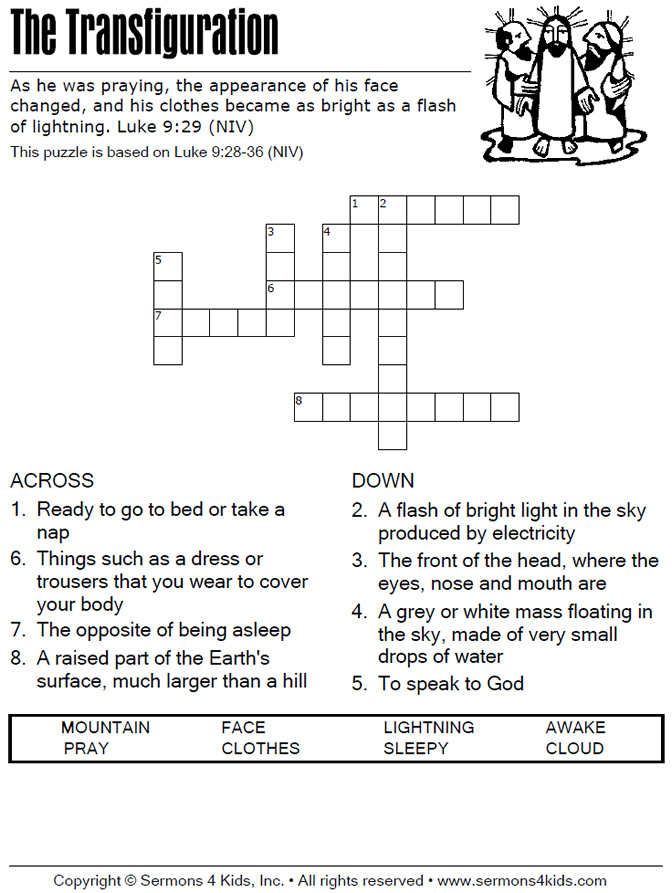 The Transfiguration
As he was praying, the appearance of his face
changed, and his clothes became as bright as a flash
of lightning. Luke 9:29 (NIV)
This puzzle is based on Luke 9:28-36 (NIV)
1 2
3 4
5
6
7
8
ACROSS
1. Ready to go to bed or take a
nap
6. Things such as a dress or
trousers that you wear to cover
your body
7. The opposite of being asleep
8. A raised part of the Earth's
surface, much larger than a hill
DOWN
2. A flash of bright light in the sky
produced by electricity
3. The front of the head, where the
eyes, nose and mouth are
4. A grey or white mass floating in
the sky, made of very small
drops of water
5. To speak to God
MOUNTAIN FACE LIGHTNING AWAKE
PRAY CLOTHES SLEEPY CLOUD
Copyright © Sermons 4 Kids, Inc. • All rights reserved • www.sermons4kids.com